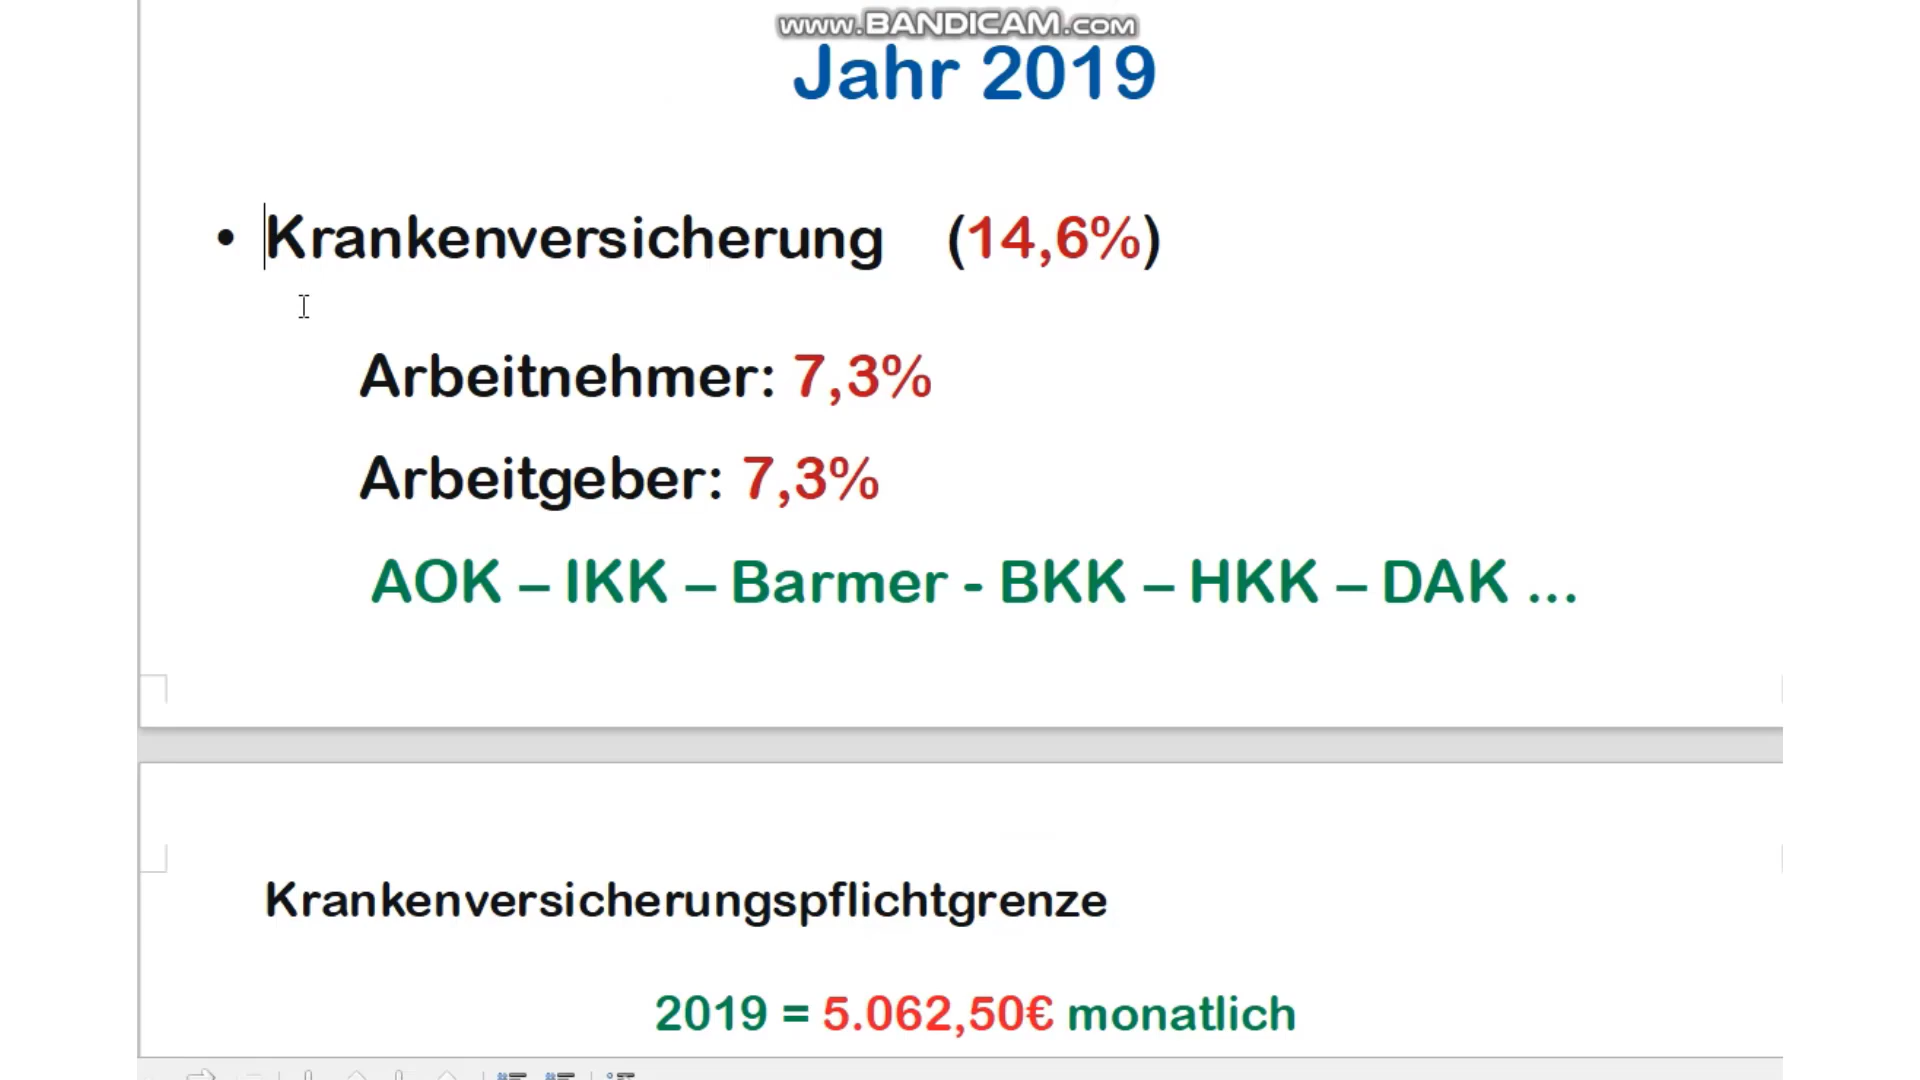 www.BANDICAM.com
Jahr 2019
• Krankenversicherung (14,6%)
Arbeitnehmer: 7,3%
Arbeitgeber: 7,3%
AOK – IKK – Barmer - BKK – HKK – DAK ...
Krankenversicherungspflichtgrenze
2019 = 5.062,50€ monatlich